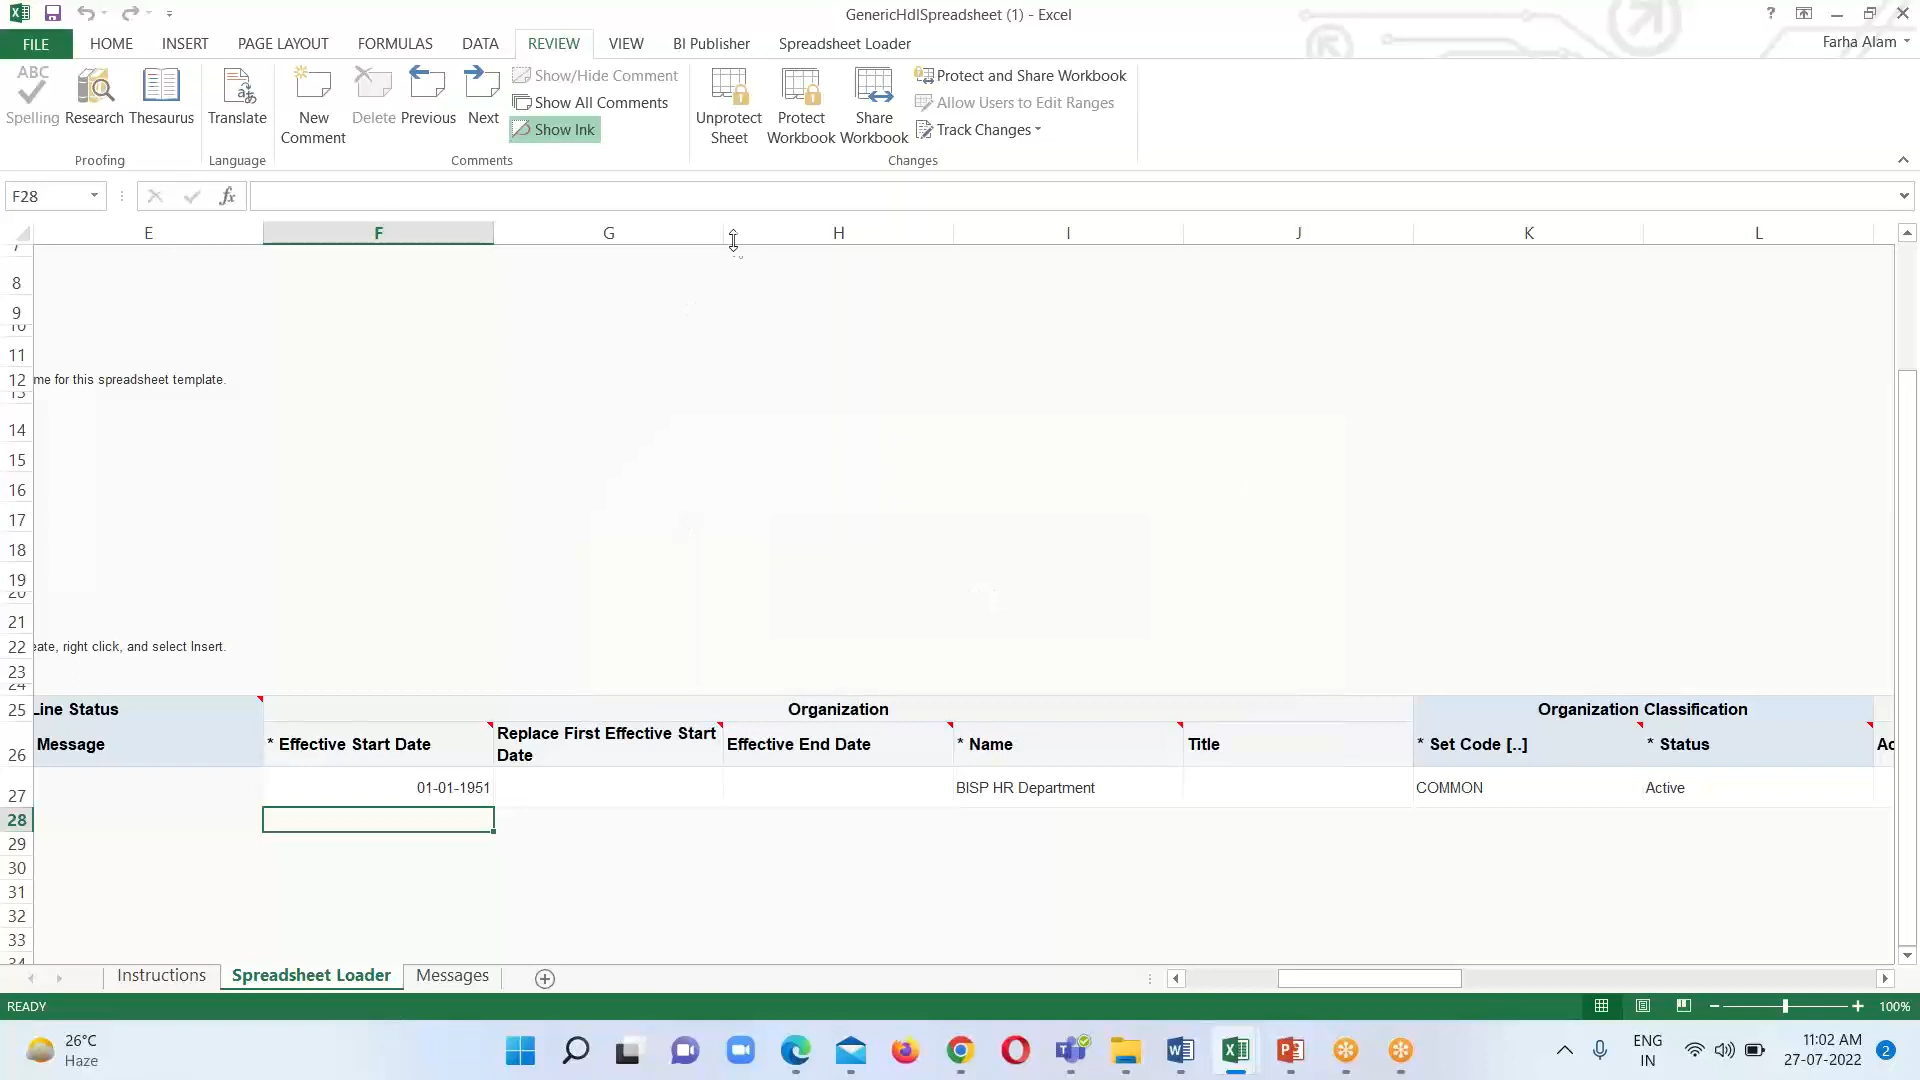 GenericHdlSpreadsheet (1) - Excel
?
FILE
HOME
INSERT
PAGE LAYOUT
FORMULAS
DATA
REVIEW
VIEW
BI Publisher
Spreadsheet Loader
Farha Alam
ABC
Spelling
Research
Thesaurus
Translate
New
Comment
Delete
Previous
Next
Show/Hide Comment
Show All Comments
Show Ink
Unprotect
Sheet
Protect
Workbook
Share
Workbook
Protect and Share Workbook
Allow Users to Edit Ranges
Track Changes
Proofing
Language
Comments
Changes
F28
fx
E F G H I J K L
7
8
9
10
11
12 me for this spreadsheet template.
13
14
15
16
17
18
19
20
21
22 eate, right click, and select Insert.
23
24
25 Line Status Organization Organization Classification
26 Message * Effective Start Date Replace First Effective Start Date Effective End Date * Name Title * Set Code [..] * Status Ac
27 01-01-1951 BISP HR Department COMMON Active
28
29
30
31
32
33
34
Instructions
Spreadsheet Loader
Messages
READY
100%
26°C
Haze
ENG
IN
11:02 AM
27-07-2022
2